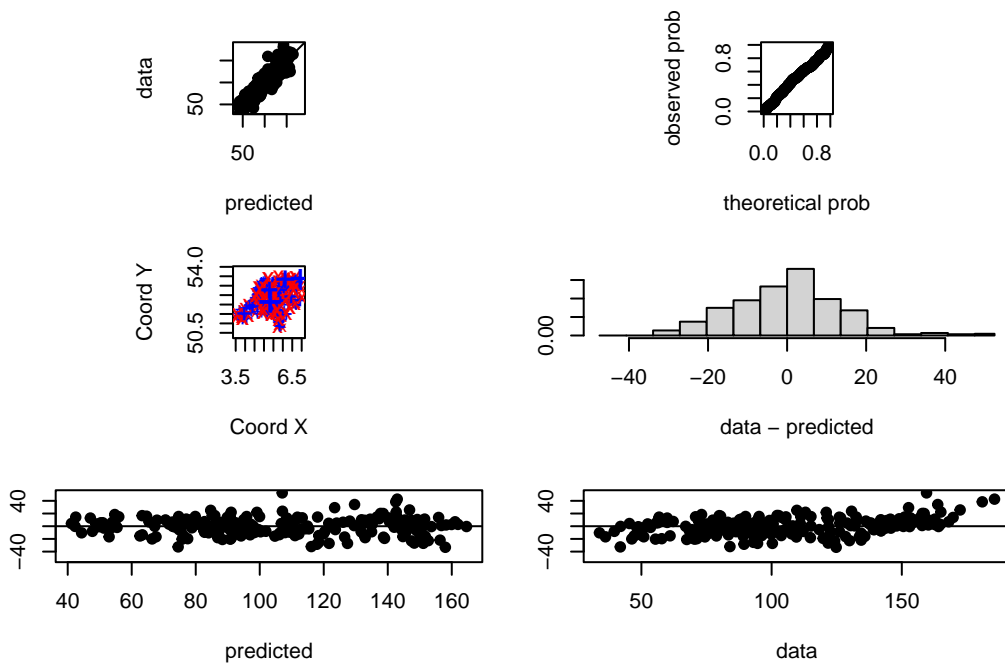 data
50
50
predicted
observed prob
0.0 0.8
0.0 0.8
theoretical prob
Coord Y
50.5 54.0
3.5 6.5
Coord X
0.00
−40 −20 0 20 40
data − predicted
−40 40
40 60 80 100 120 140 160
predicted
−40 40
50 100 150
data